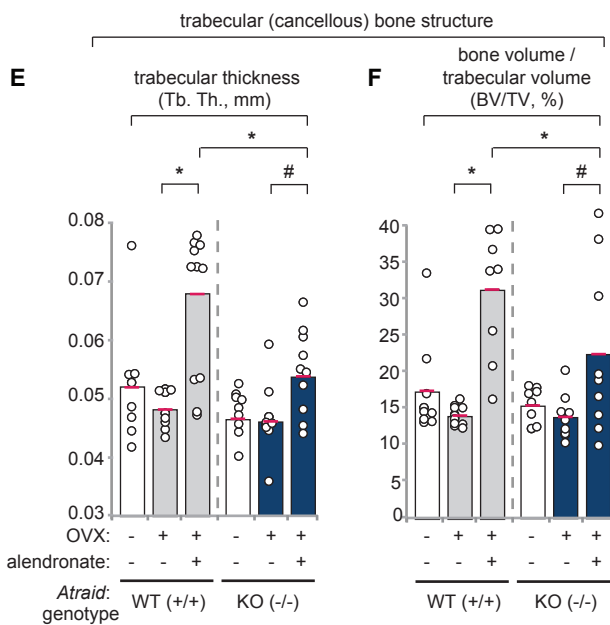 trabecular (cancellous) bone structure
E
trabecular thickness
(Tb. Th., mm)
*
*
#
0.08
0.07
0.06
0.05
0.04
0.03
F
bone volume /
trabecular volume
(BV/TV, %)
*
*
#
40
35
30
25
20
15
10
5
0
OVX: - + + - + + - + + - + +
alendronate: - - + - - + - - + - - +
Atraid: genotype WT (+/+) KO (-/-) WT (+/+) KO (-/-)